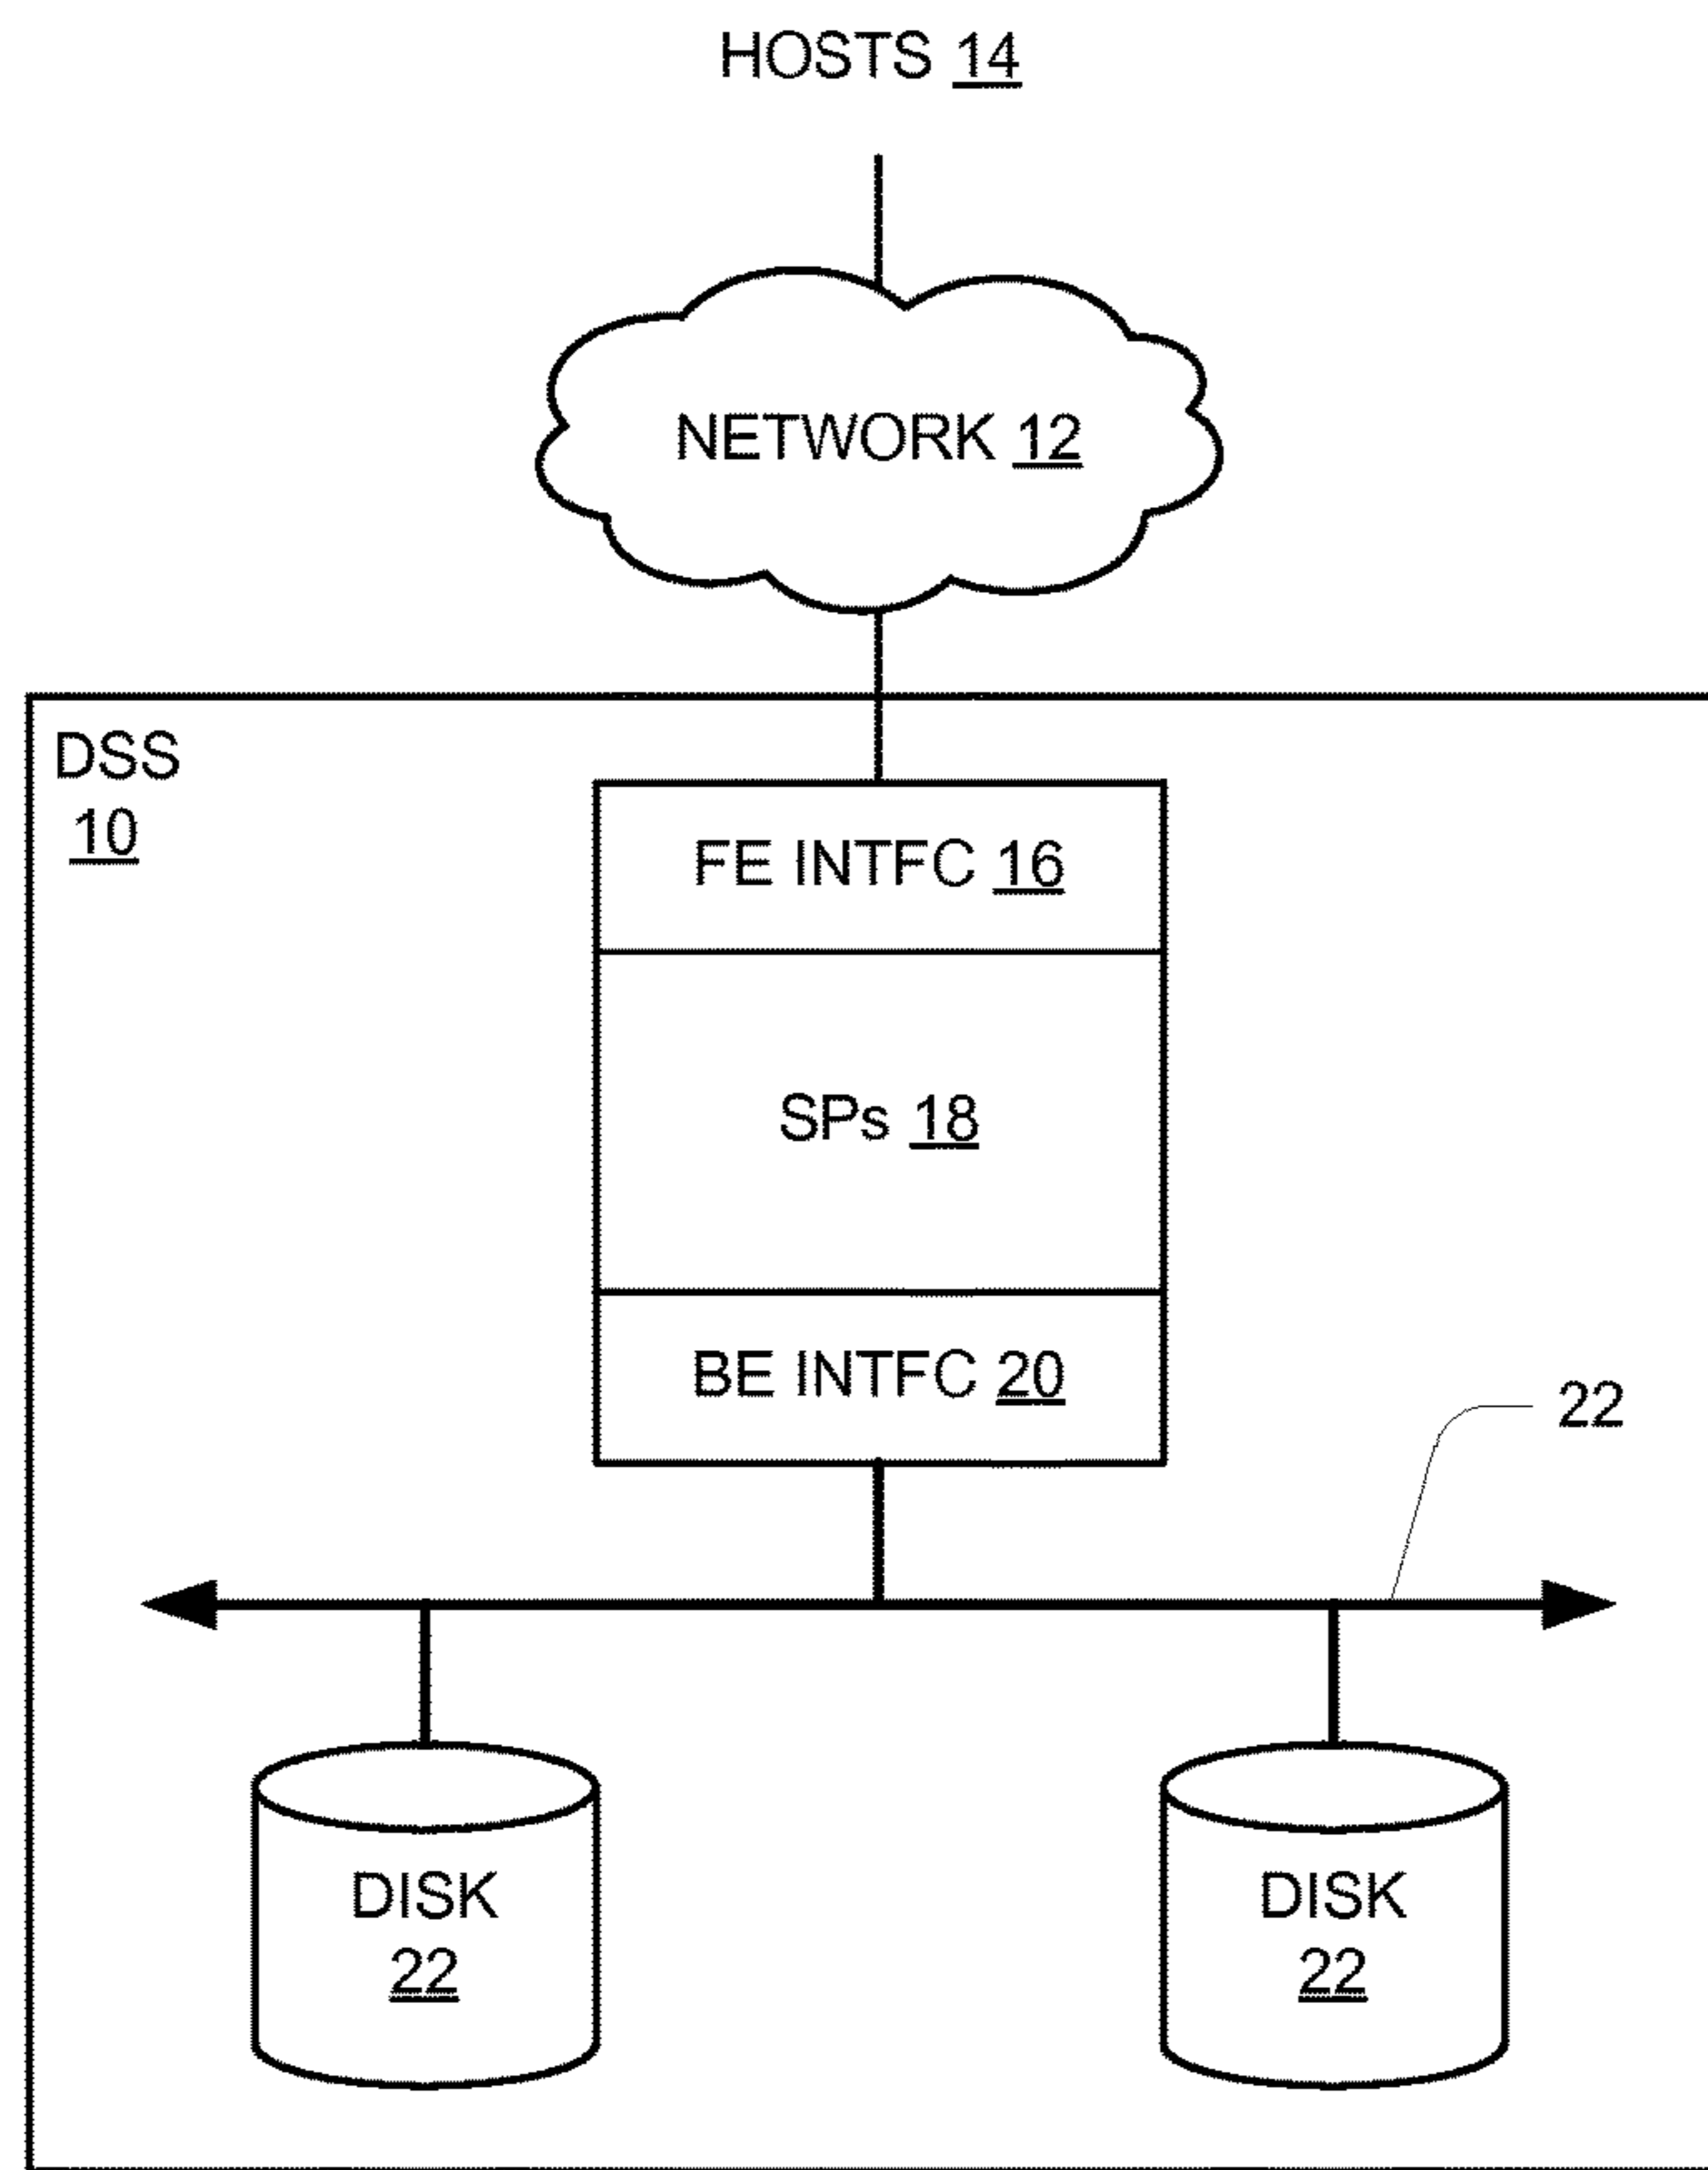 HOSTS 14
NETWORK 12
DSS
10
FE INTFC 16
SPs 18
BE INTFC 20
22
DISK
22
DISK
22